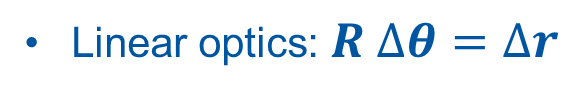 • Linear optics: R Δθ = Δr